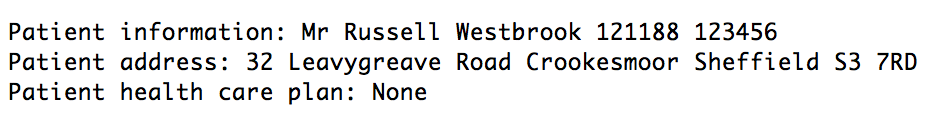 Patient information: Mr Russell Westbrook 121188 123456
Patient address: 32 Leavygreave Road Crookesmoor Sheffield S3 7RD
Patient health care plan: None